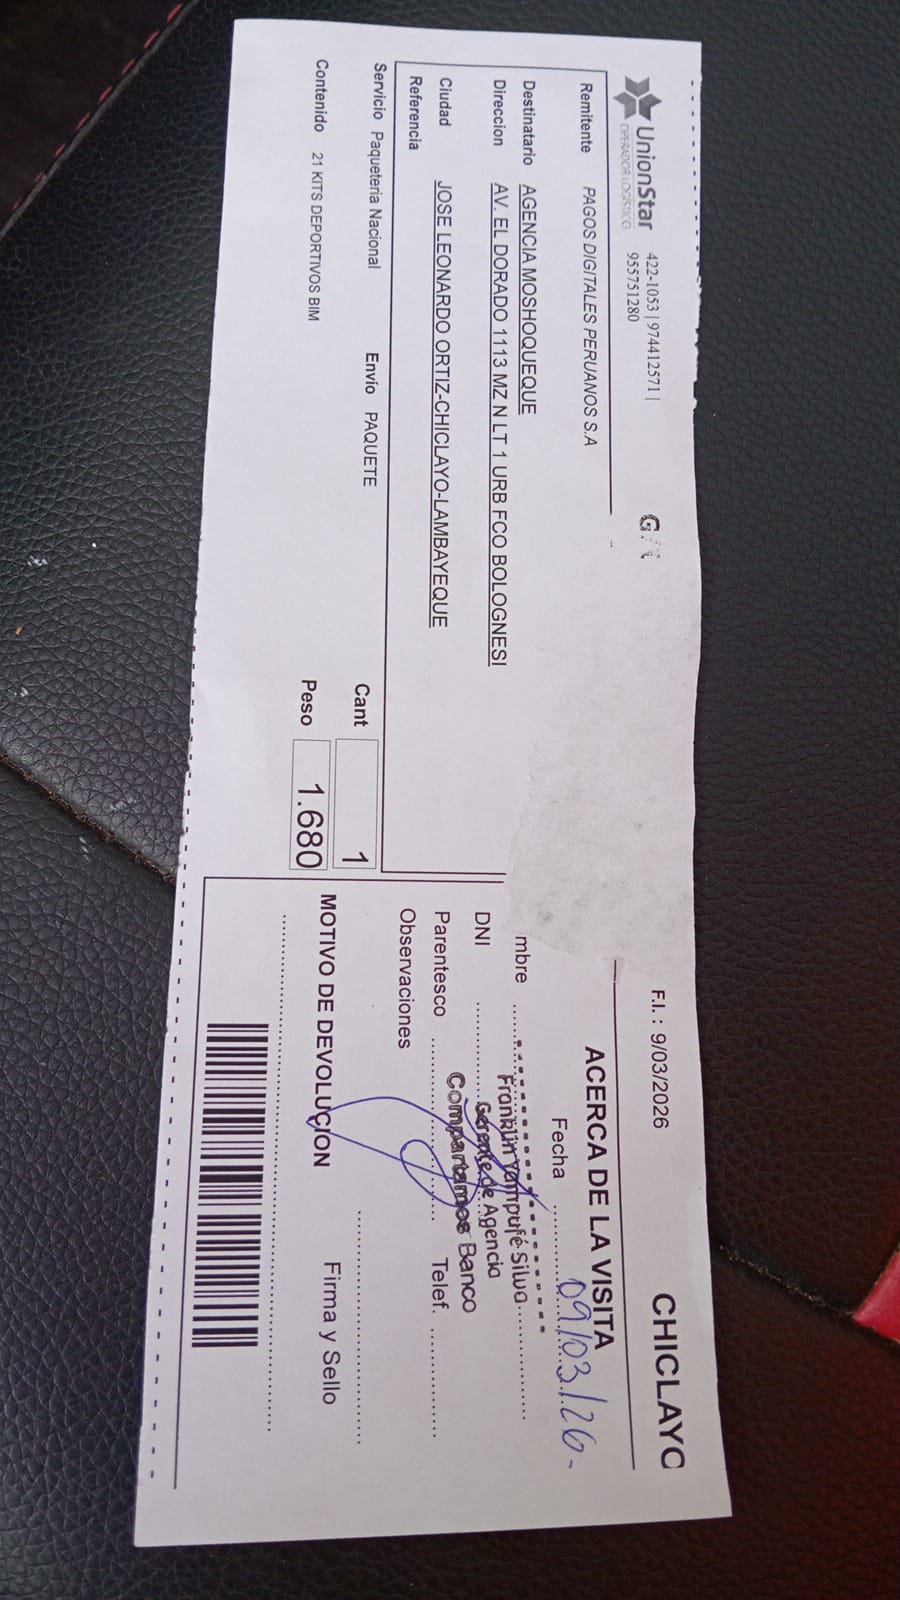 UnionStar
OPERADOR LOGÍSTICO
422-1053 | 974412571 |
955751280
F.I. : 9/03/2026
CHICLAYO
Remitente PAGOS DIGITALES PERUANOS S.A
Destinatario AGENCIA MOSHOQUEQUE
Direccion AV. EL DORADO 1113 MZ N LT 1 URB FCO BOLOGNESI
Ciudad JOSE LEONARDO ORTIZ-CHICLAYO-LAMBAYEQUE
Referencia
Servicio Paqueteria Nacional Envío PAQUETE Cant 1
Contenido 21 KITS DEPORTIVOS BIM Peso 1.680
ACERCA DE LA VISITA
Fecha 09/03/26-
mbre
Franklin Yampufé Silva
DNI
Gerente de Agencia
Compartamos Banco
Parentesco Telef.
Observaciones
MOTIVO DE DEVOLUCION Firma y Sello